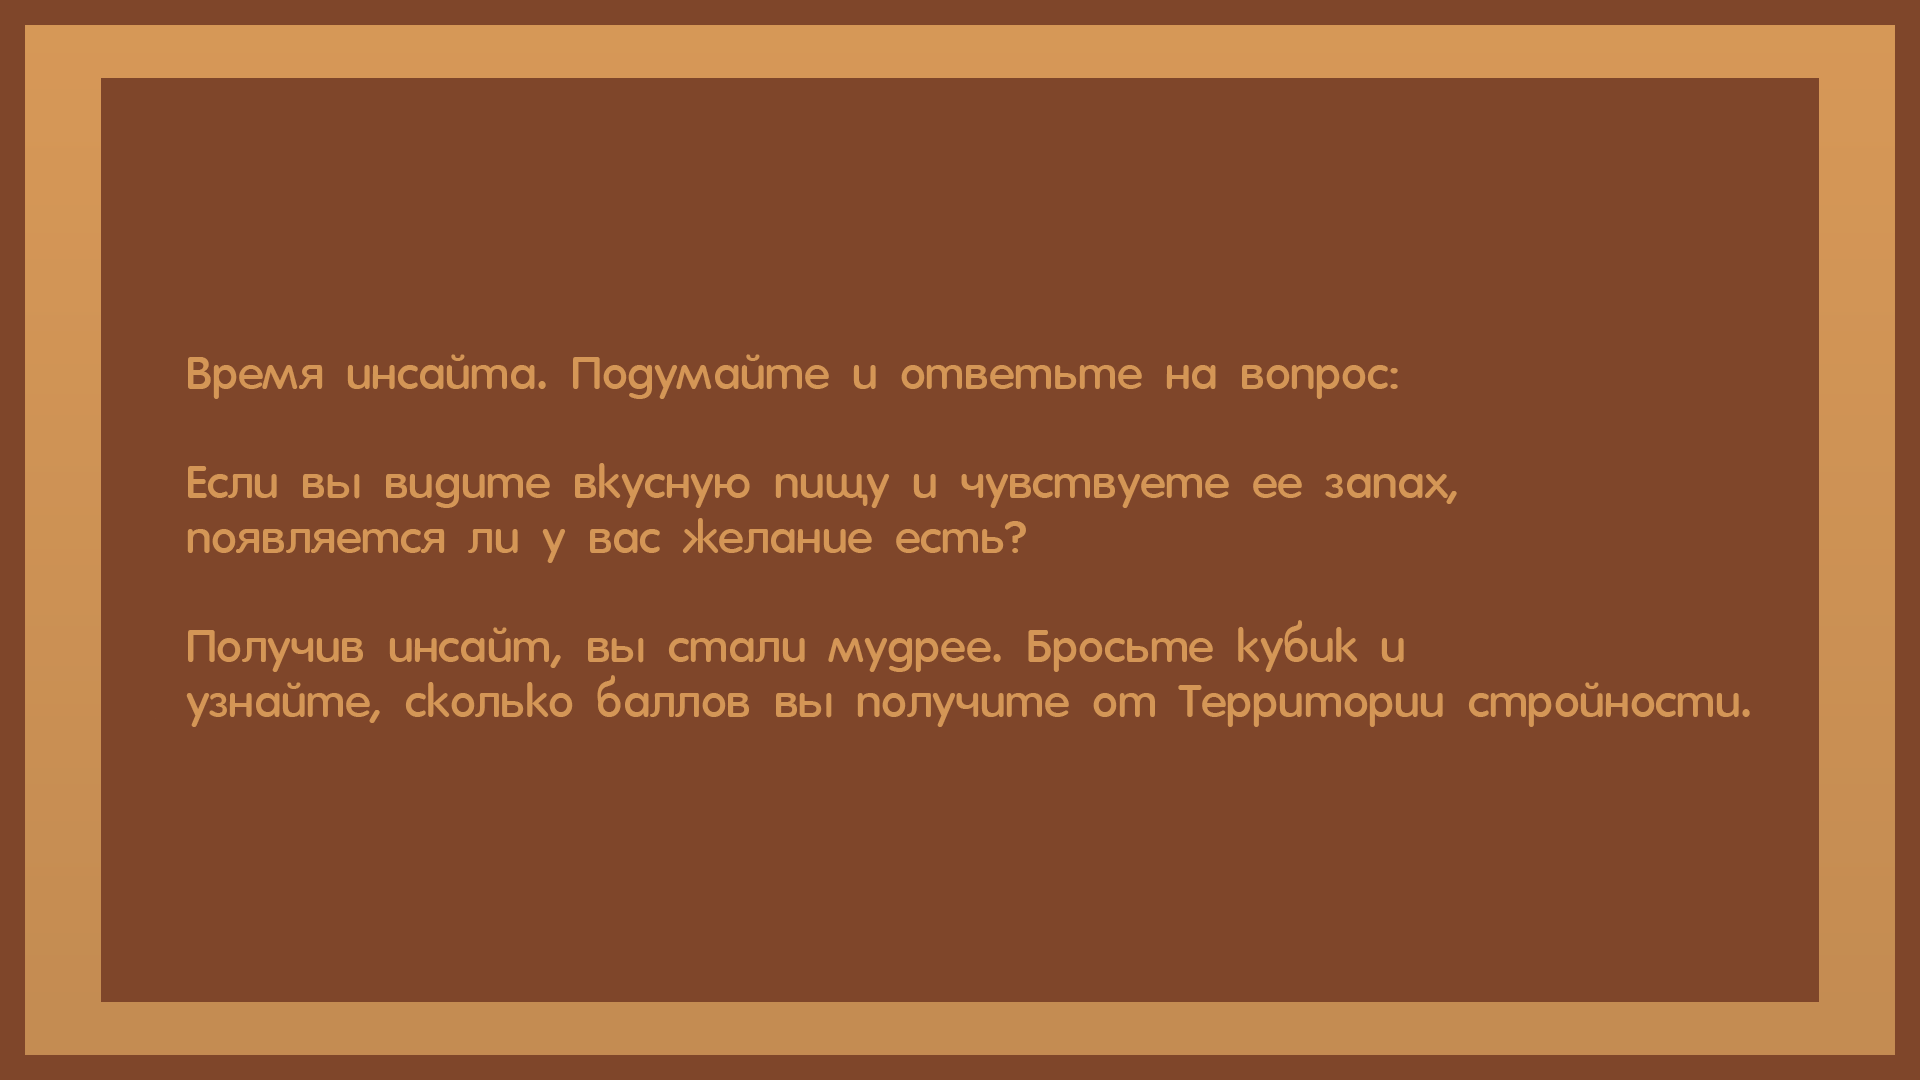 Время инсайта. Подумайте и ответьте на вопрос:
Если вы видите вкусную пищу и чувствуете ее запах,
появляется ли у вас желание есть?
Получив инсайт, вы стали мудрее. Бросьте кубик и
узнайте, сколько баллов вы получите от Территории стройности.